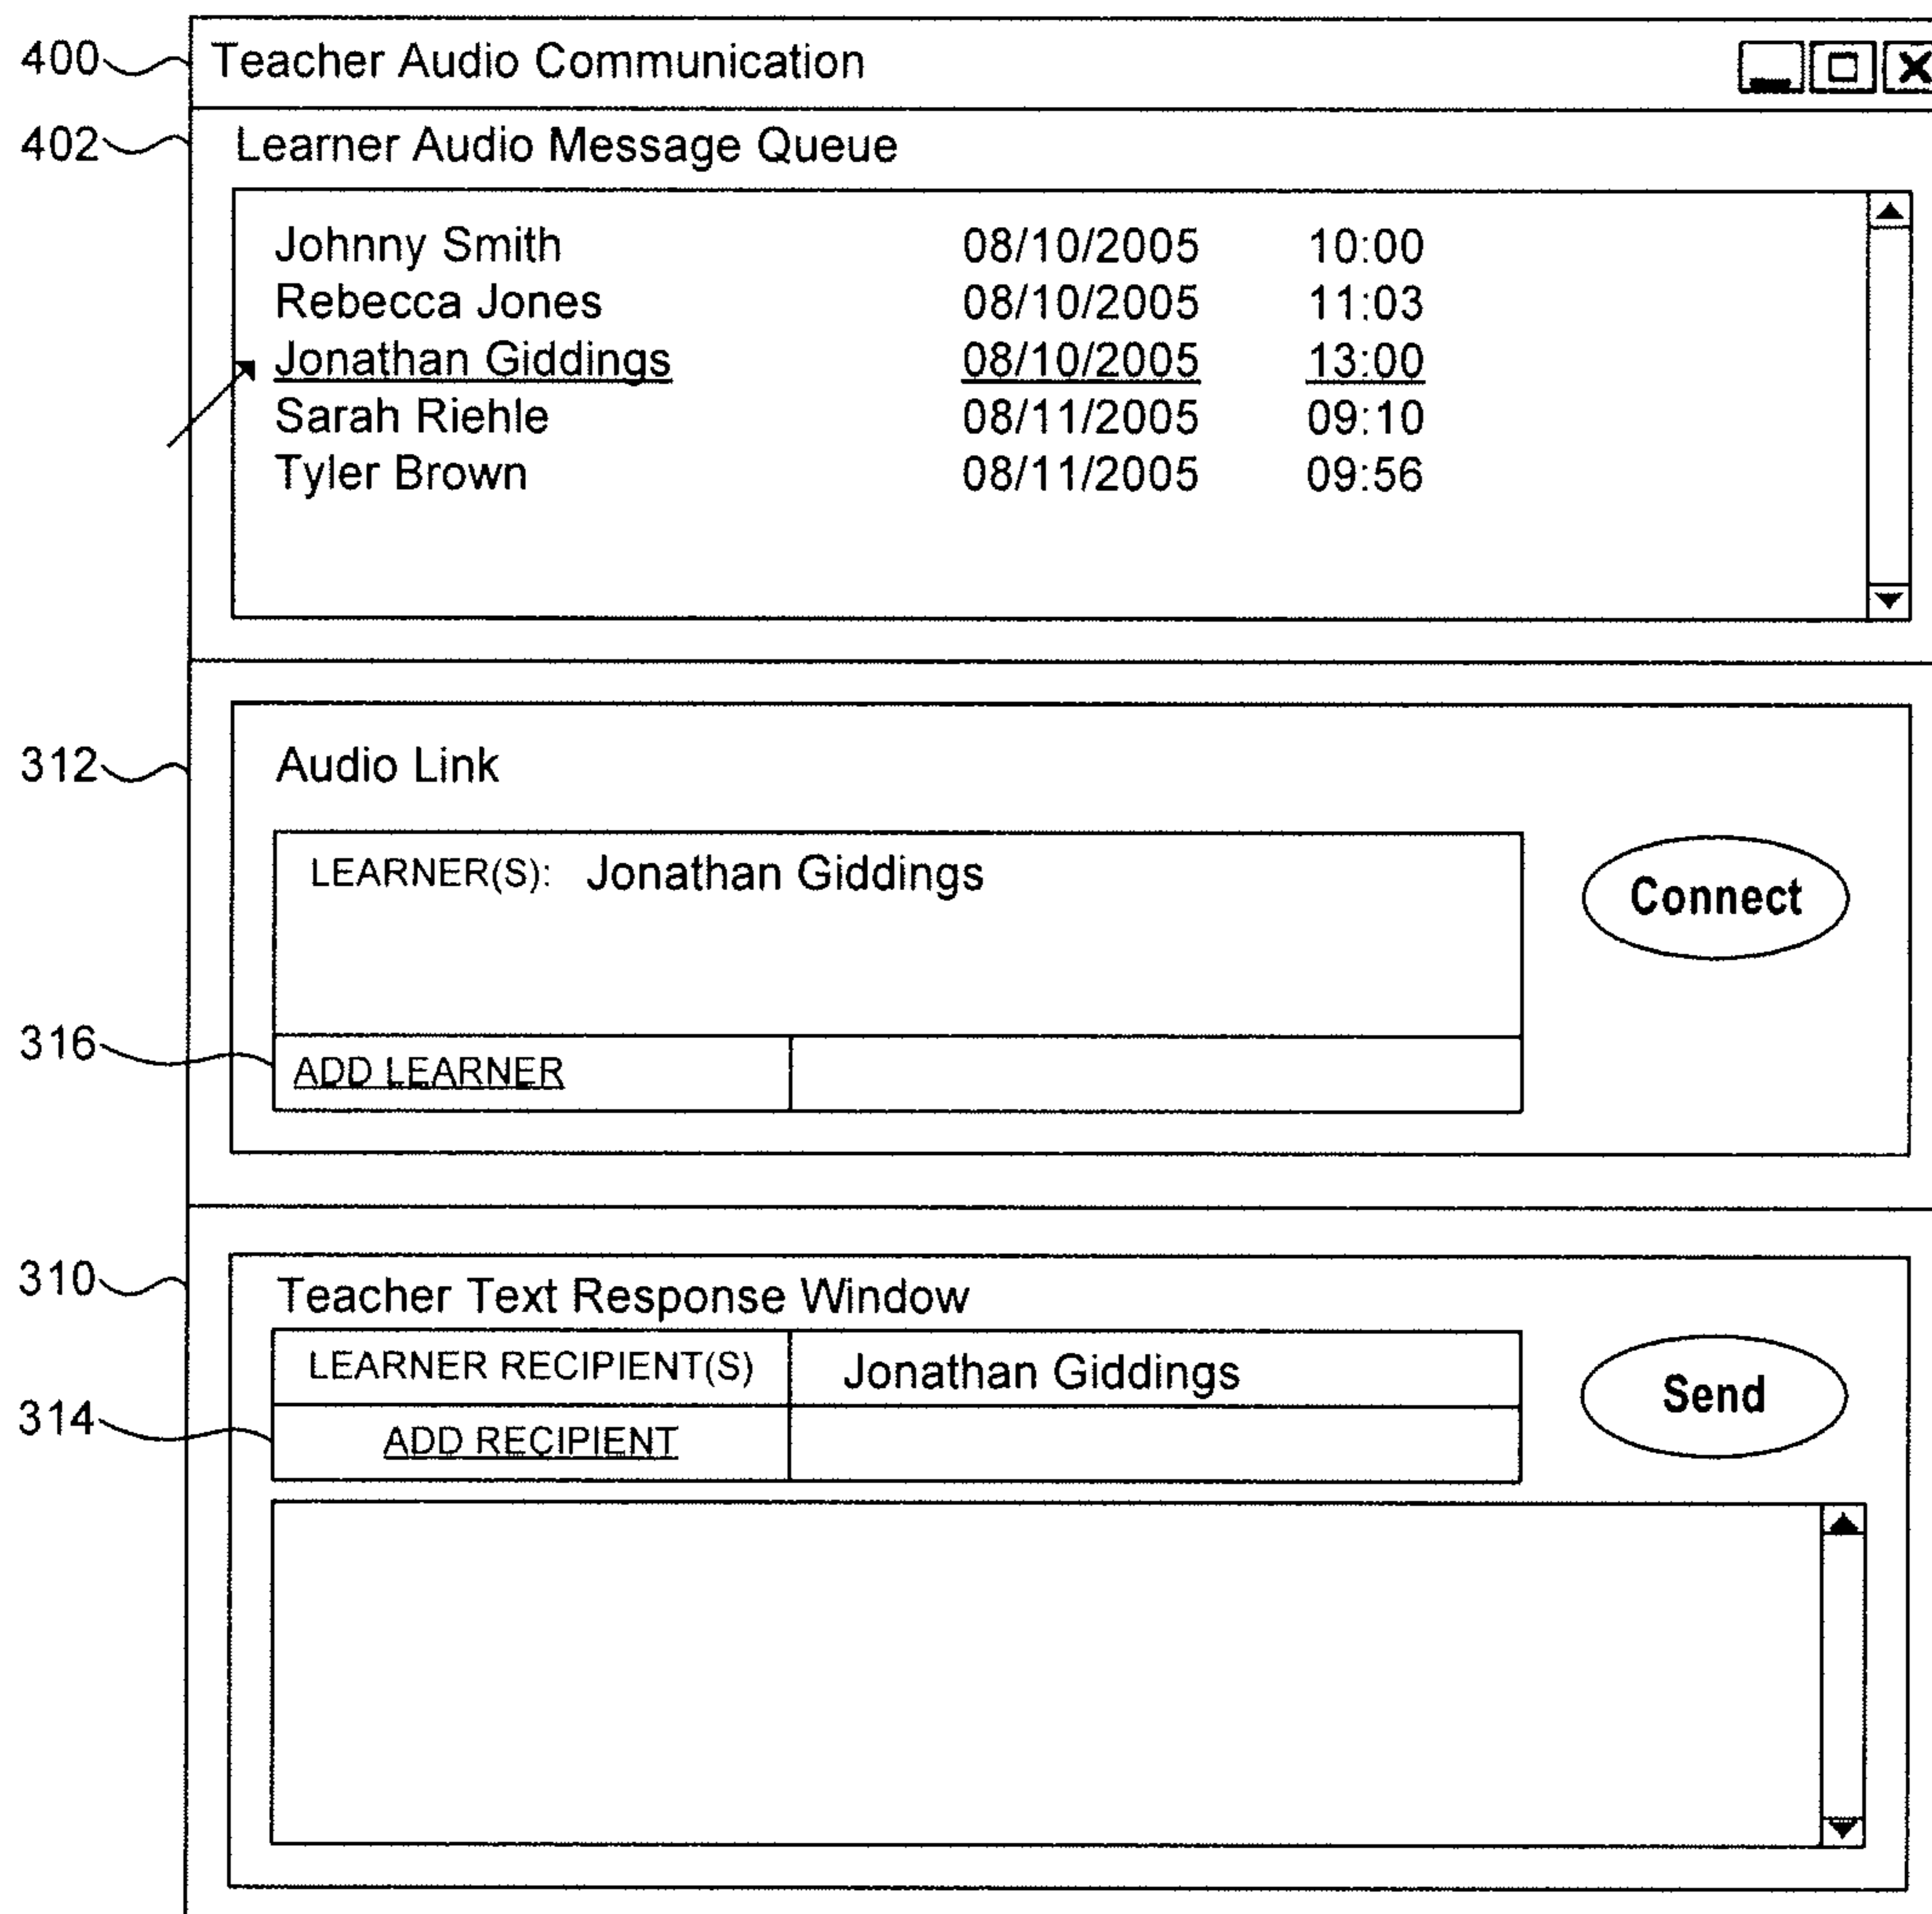 400 Teacher Audio Communication
402 Learner Audio Message Queue
Johnny Smith 08/10/2005 10:00
Rebecca Jones 08/10/2005 11:03
Jonathan Giddings 08/10/2005 13:00
Sarah Riehle 08/11/2005 09:10
Tyler Brown 08/11/2005 09:56
312 Audio Link
LEARNER(S): Jonathan Giddings
Connect
316 ADD LEARNER
310 Teacher Text Response Window
LEARNER RECIPIENT(S) Jonathan Giddings
Send
314 ADD RECIPIENT